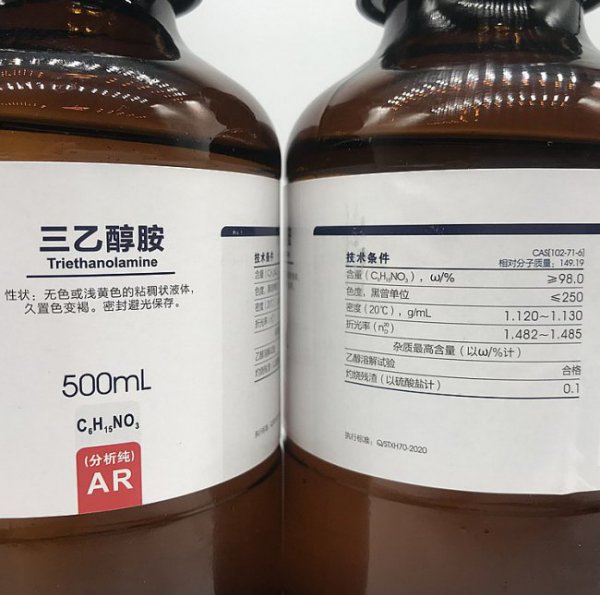 三乙醇胺
Triethanolamine
性状：无色或浅黄色的粘稠状液体，
久置色变褐。密封避光保存。
500mL
C₆H₁₅NO₃
(分析纯)
AR
技术条件
CAS[102-71-6]
相对分子质量：149.19
含量（C₆H₁₅NO₃），ω/% ≥98.0
色度，黑曾单位 ≤250
密度（20℃），g/mL 1.120～1.130
折光率（n²⁰D） 1.482～1.485
杂质最高含量（以ω/%计）
乙醇溶解试验 合格
灼烧残渣（以硫酸盐计） 0.1
执行标准：Q/STXH70-2020